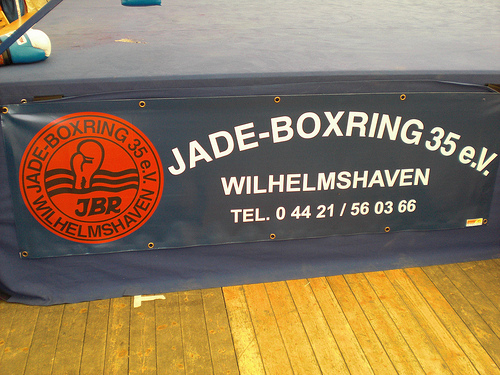 JADE-BOXRING 35 e.V.
JBR
WILHELMSHAVEN
JADE-BOXRING 35 e.V.
WILHELMSHAVEN
TEL. 0 44 21 / 56 03 66